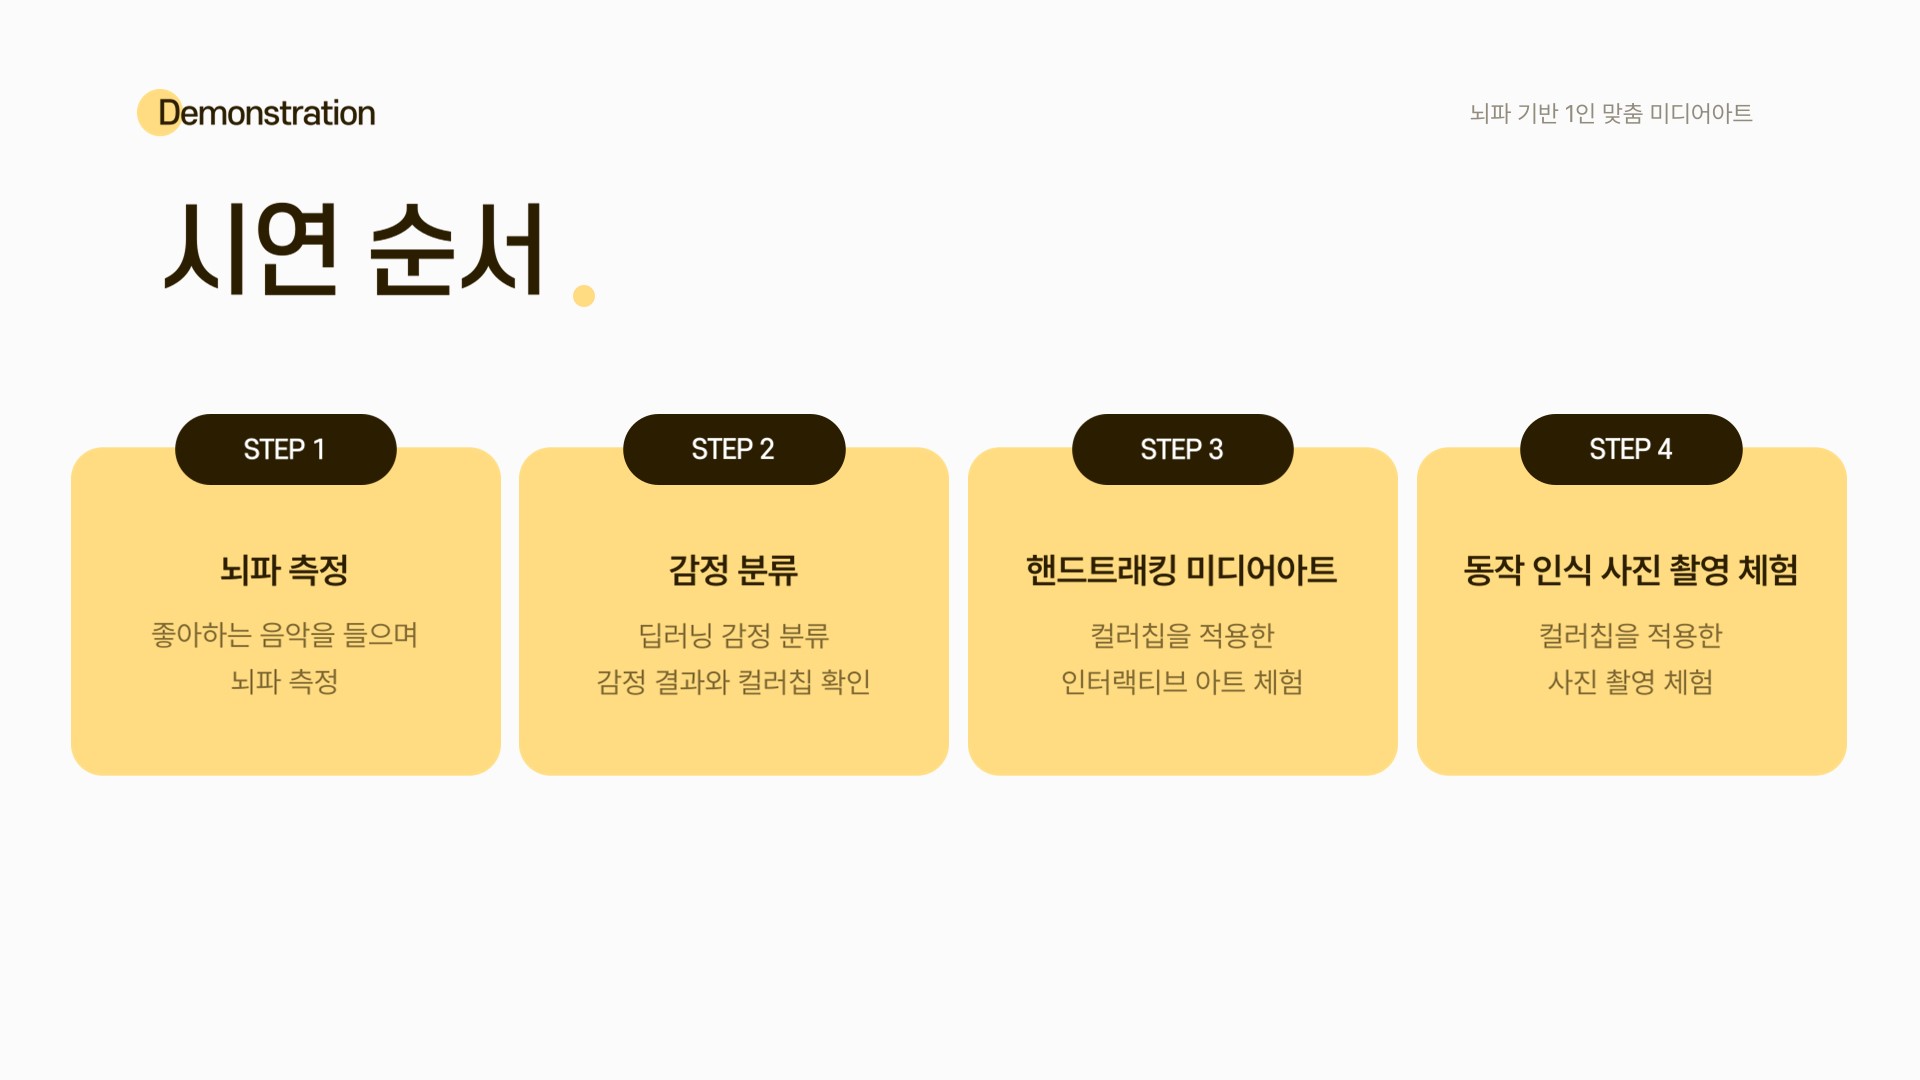 Demonstration
뇌파 기반 1인 맞춤 미디어아트
시연 순서.
STEP 1
뇌파 측정
좋아하는 음악을 들으며
뇌파 측정
STEP 2
감정 분류
딥러닝 감정 분류
감정 결과와 컬러칩 확인
STEP 3
핸드트래킹 미디어아트
컬러칩을 적용한
인터랙티브 아트 체험
STEP 4
동작 인식 사진 촬영 체험
컬러칩을 적용한
사진 촬영 체험